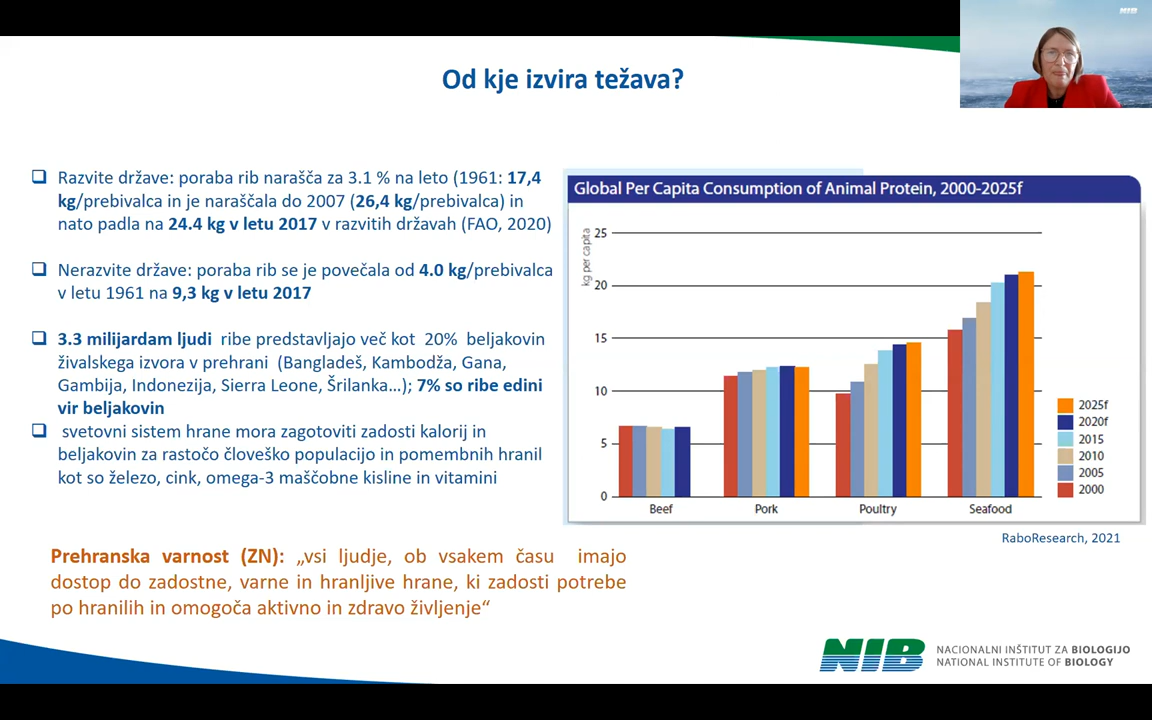 NIB
Od kje izvira težava?
Razvite države: poraba rib narašča za 3.1 % na leto (1961: 17,4
kg/prebivalca in je naraščala do 2007 (26,4 kg/prebivalca) in
nato padla na 24.4 kg v letu 2017 v razvitih državah (FAO, 2020)
Nerazvite države: poraba rib se je povečala od 4.0 kg/prebivalca
v letu 1961 na 9,3 kg v letu 2017
3.3 milijardam ljudi ribe predstavljajo več kot 20% beljakovin
živalskega izvora v prehrani (Bangladeš, Kambodža, Gana,
Gambija, Indonezija, Sierra Leone, Šrilanka…); 7% so ribe edini
vir beljakovin
svetovni sistem hrane mora zagotoviti zadosti kalorij in
beljakovin za rastočo človeško populacijo in pomembnih hranil
kot so železo, cink, omega-3 maščobne kisline in vitamini
Prehranska varnost (ZN): „vsi ljudje, ob vsakem času imajo
dostop do zadostne, varne in hranljive hrane, ki zadosti potrebe
po hranilih in omogoča aktivno in zdravo življenje“
Global Per Capita Consumption of Animal Protein, 2000-2025f
kg per capita
25
20
15
10
5
0
Beef
Pork
Poultry
Seafood
2025f
2020f
2015
2010
2005
2000
RaboResearch, 2021
NIB
NACIONALNI INŠTITUT ZA BIOLOGIJO
NATIONAL INSTITUTE OF BIOLOGY